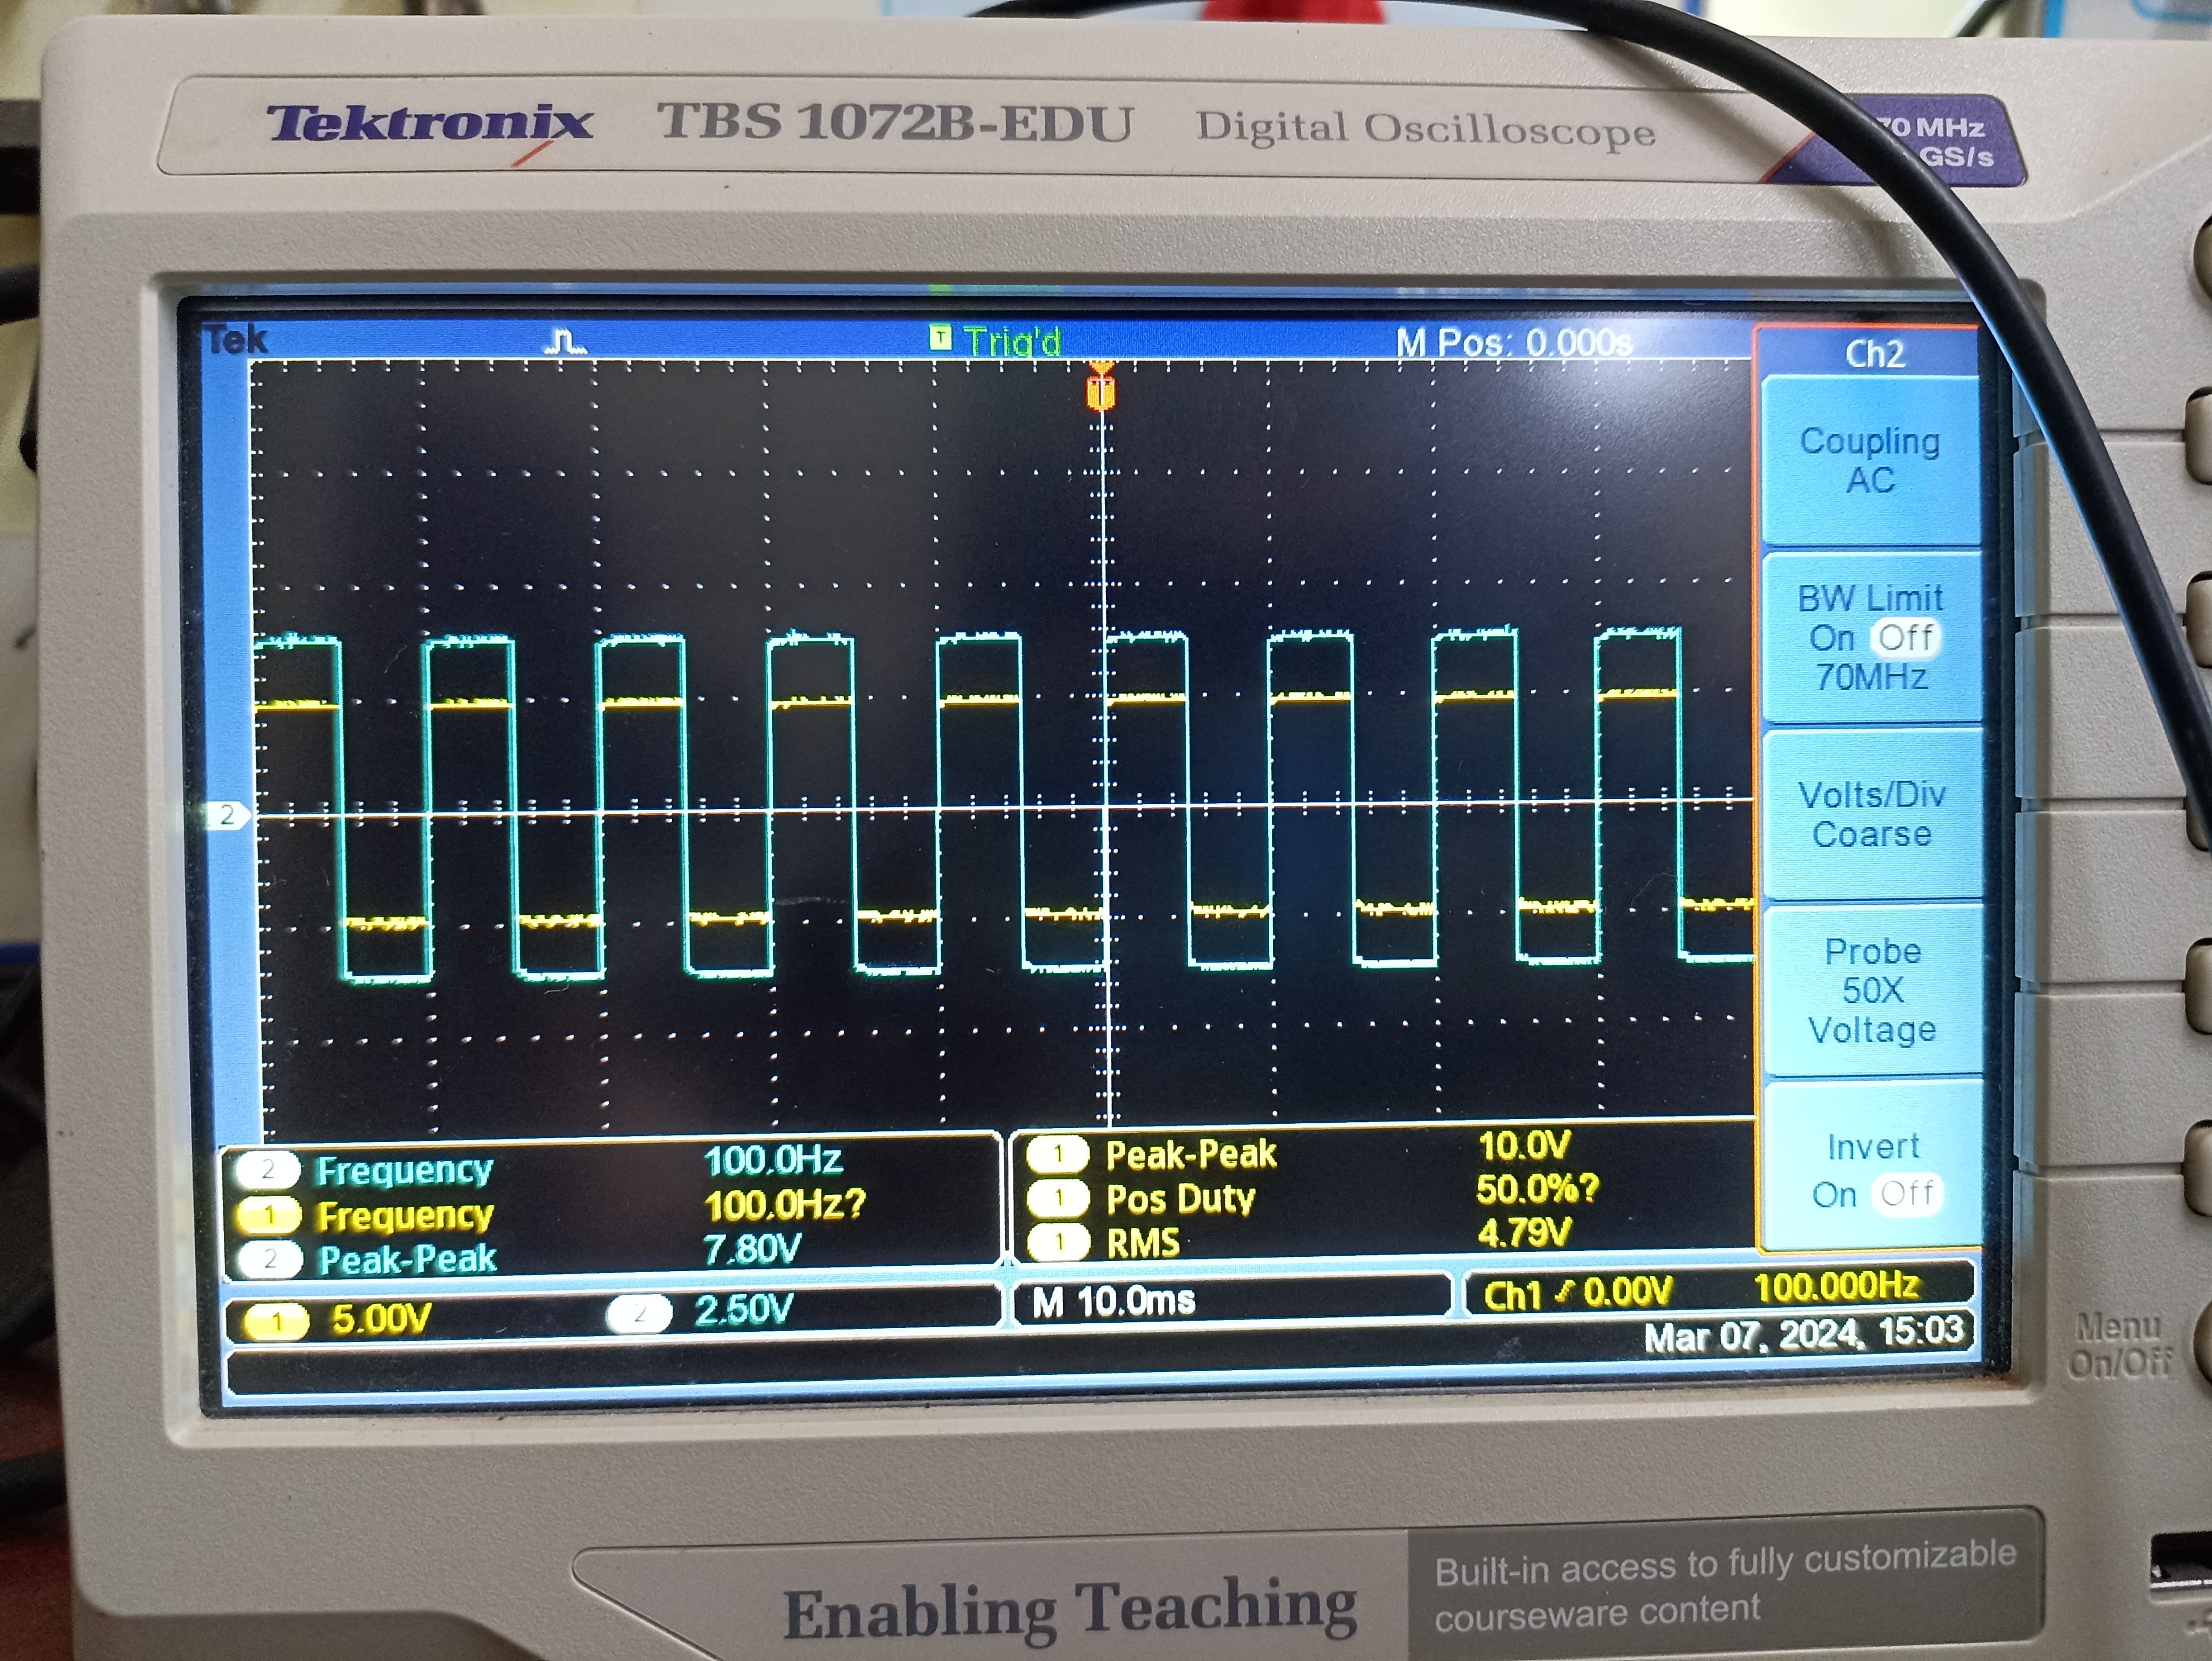 Tektronix TBS 1072B-EDU Digital Oscilloscope
70 MHz
GS/s
Tek T Trig'd M Pos: 0.000s
T
Ch2
Coupling
AC
BW Limit
On Off
70MHz
Volts/Div
Coarse
Probe
50X
Voltage
Invert
On Off
2
2 Frequency 100.0Hz
1 Frequency 100.0Hz?
2 Peak-Peak 7.80V
1 Peak-Peak 10.0V
1 Pos Duty 50.0%?
1 RMS 4.79V
1 5.00V 2 2.50V M 10.0ms Ch1 0.00V 100.000Hz
Mar 07, 2024, 15:03
Menu
On/Off
Enabling Teaching
Built-in access to fully customizable
courseware content